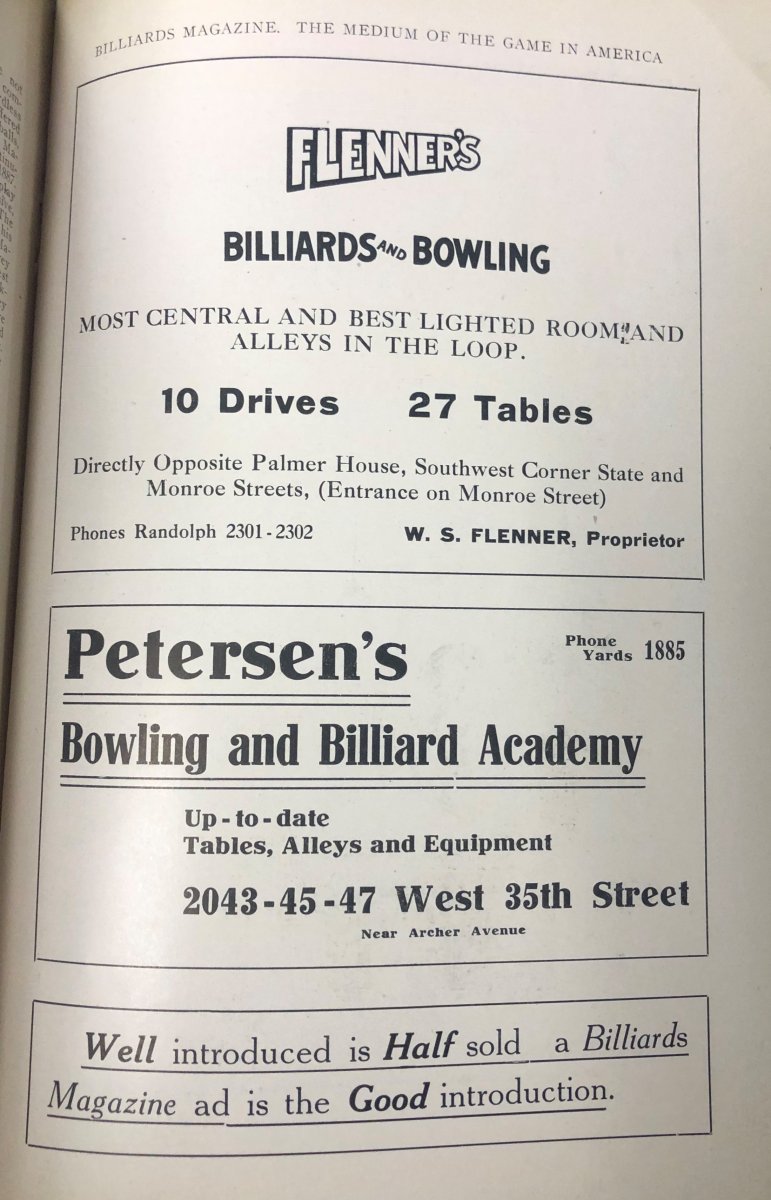 BILLIARDS MAGAZINE. THE MEDIUM OF THE GAME IN AMERICA
FLENNER'S
BILLIARDS AND BOWLING
MOST CENTRAL AND BEST LIGHTED ROOM AND
ALLEYS IN THE LOOP.
10 Drives 27 Tables
Directly Opposite Palmer House, Southwest Corner State and
Monroe Streets, (Entrance on Monroe Street)
Phones Randolph 2301-2302 W. S. FLENNER, Proprietor
Petersen's
Phone
Yards 1885
Bowling and Billiard Academy
Up-to-date
Tables, Alleys and Equipment
2043-45-47 West 35th Street
Near Archer Avenue
Well introduced is Half sold a Billiards
Magazine ad is the Good introduction.